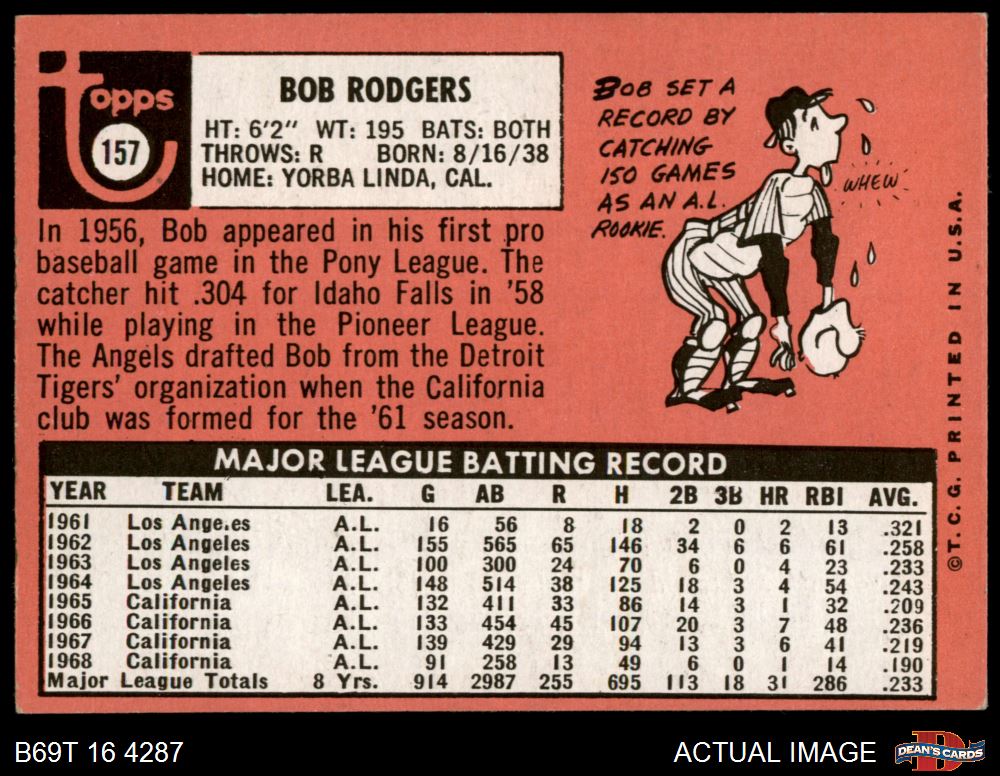 Topps
157
BOB RODGERS
HT: 6'2" WT: 195 BATS: BOTH
THROWS: R BORN: 8/16/38
HOME: YORBA LINDA, CAL.
In 1956, Bob appeared in his first pro
baseball game in the Pony League. The
catcher hit .304 for Idaho Falls in '58
while playing in the Pioneer League.
The Angels drafted Bob from the Detroit
Tigers' organization when the California
club was formed for the '61 season.
BOB SET A
RECORD BY
CATCHING
150 GAMES
AS AN A.L.
ROOKIE.
WHEW
©T.C.G. PRINTED IN U.S.A.
MAJOR LEAGUE BATTING RECORD
YEAR TEAM LEA. G AB R H 2B 3B HR RBI AVG.
1961 Los Ange.es A.L. 16 56 8 18 2 0 2 13 .321
1962 Los Angeles A.L. 155 565 65 146 34 6 6 61 .258
1963 Los Angeles A.L. 100 300 24 70 6 0 4 23 .233
1964 Los Angeles A.L. 148 514 38 125 18 3 4 54 .243
1965 California A.L. 132 411 33 86 14 3 1 32 .209
1966 California A.L. 133 454 45 107 20 3 7 48 .236
1967 California A.L. 139 429 29 94 13 3 6 41 .219
1968 California A.L. 91 258 13 49 6 0 1 14 .190
Major League Totals 8 Yrs. 914 2987 255 695 113 18 31 286 .233
B69T 16 4287
ACTUAL IMAGE
DEAN'S CARDS